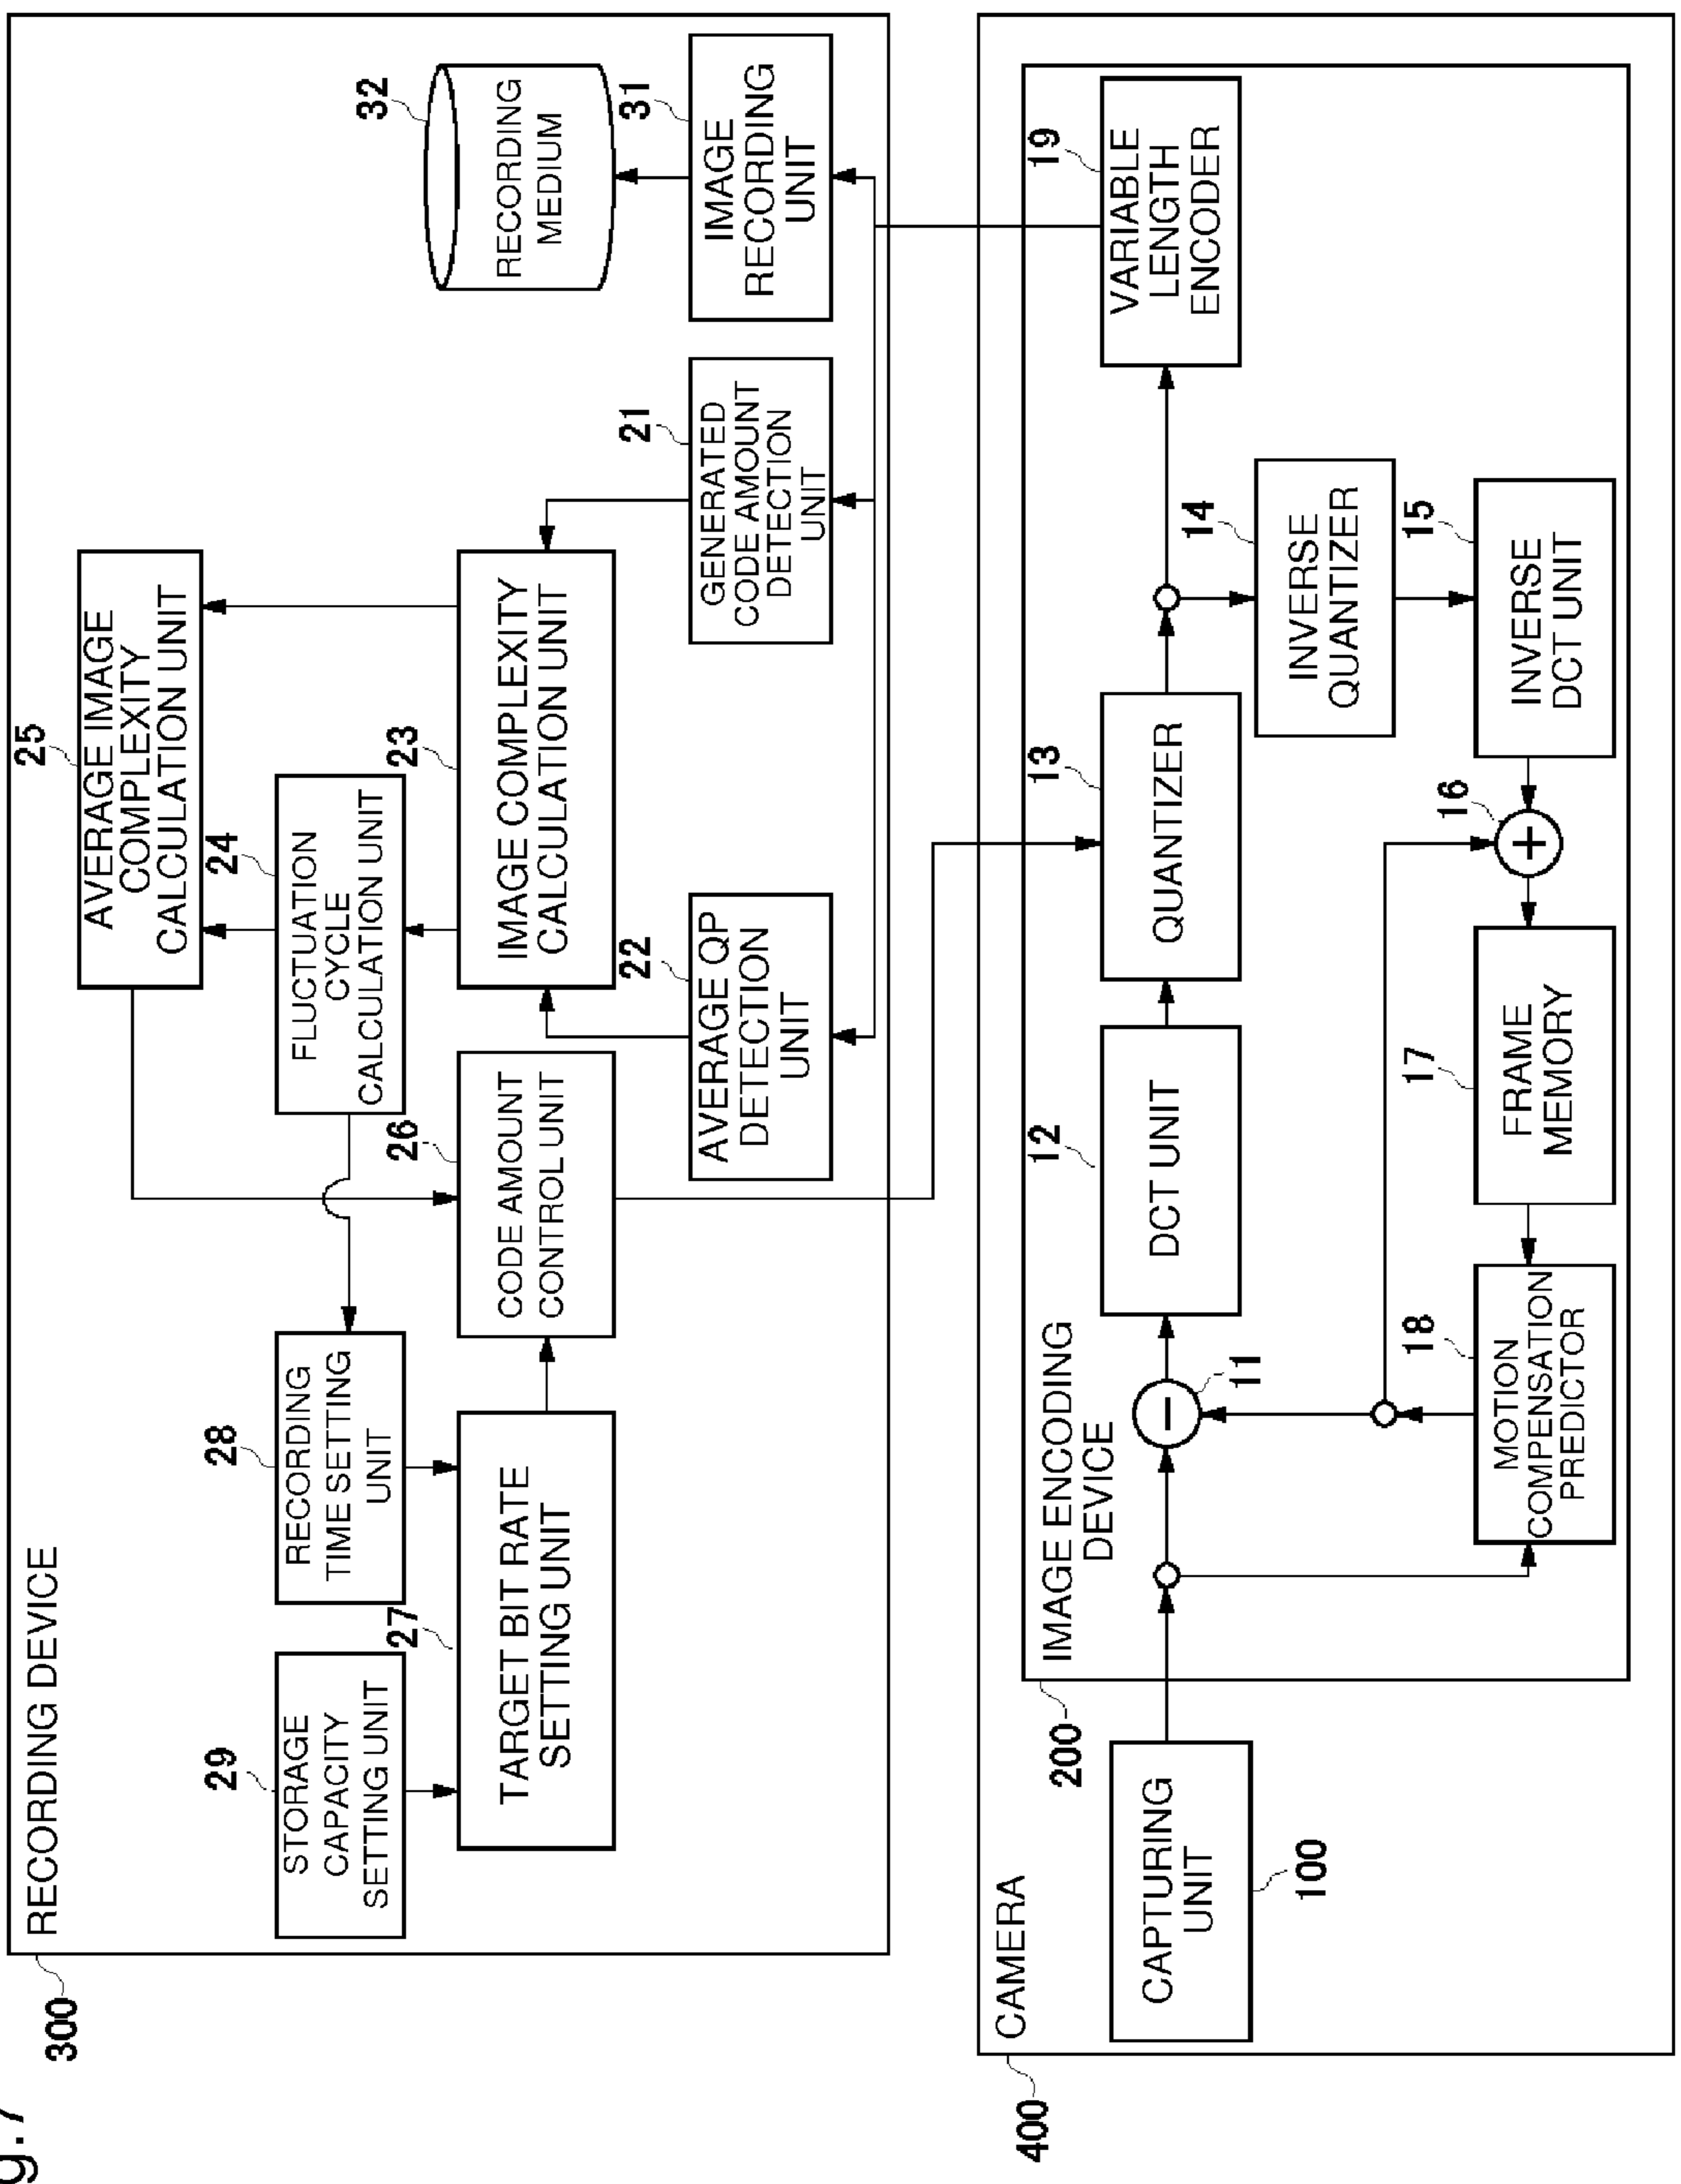 g.7
300
RECORDING DEVICE
29
STORAGE
CAPACITY
SETTING UNIT
28
RECORDING
TIME SETTING
UNIT
27
TARGET BIT RATE
SETTING UNIT
26
CODE AMOUNT
CONTROL UNIT
25
AVERAGE IMAGE
COMPLEXITY
CALCULATION UNIT
24
FLUCTUATION
CYCLE
CALCULATION UNIT
23
IMAGE COMPLEXITY
CALCULATION UNIT
22
AVERAGE QP
DETECTION
UNIT
21
GENERATED
CODE AMOUNT
DETECTION
UNIT
32
RECORDING
MEDIUM
31
IMAGE
RECORDING
UNIT
400
CAMERA
CAPTURING
UNIT
100
200
IMAGE ENCODING
DEVICE
11
−
12
DCT UNIT
13
QUANTIZER
19
VARIABLE
LENGTH
ENCODER
14
INVERSE
QUANTIZER
15
INVERSE
DCT UNIT
16
+
17
FRAME
MEMORY
18
MOTION
COMPENSATION
PREDICTOR